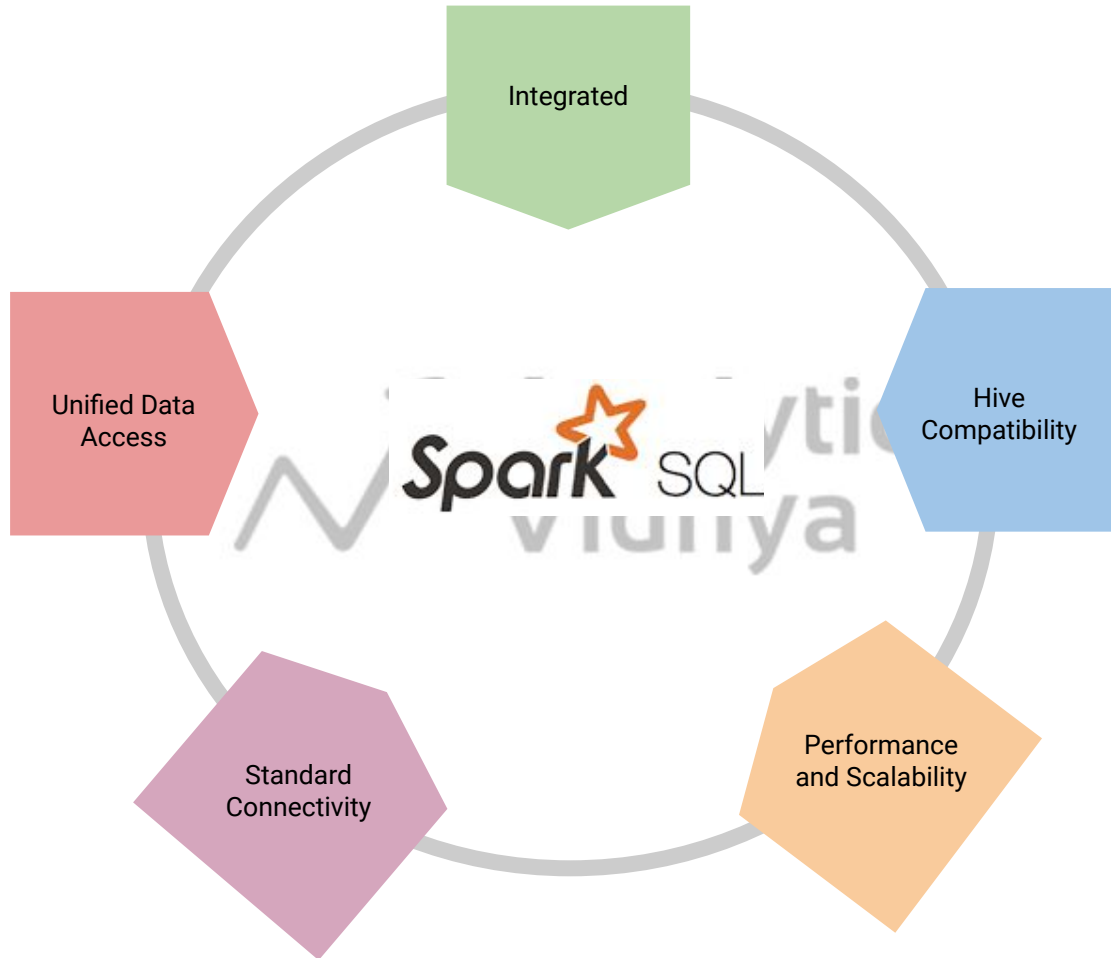 Integrated
Unified Data
Access
Hive
Compatibility
Spark SQL
Standard
Connectivity
Performance
and Scalability